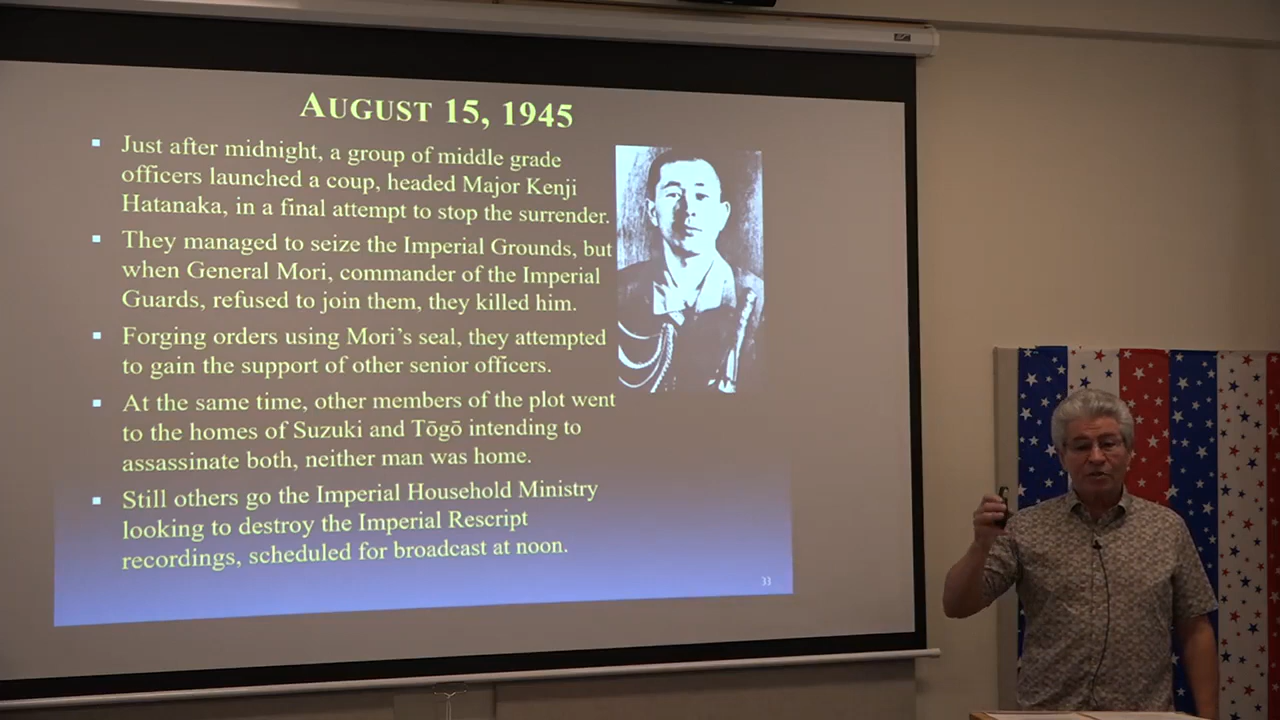 AUGUST 15, 1945
▪ Just after midnight, a group of middle grade
officers launched a coup, headed Major Kenji
Hatanaka, in a final attempt to stop the surrender.
▪ They managed to seize the Imperial Grounds, but
when General Mori, commander of the Imperial
Guards, refused to join them, they killed him.
▪ Forging orders using Mori's seal, they attempted
to gain the support of other senior officers.
▪ At the same time, other members of the plot went
to the homes of Suzuki and Tōgō intending to
assassinate both, neither man was home.
▪ Still others go the Imperial Household Ministry
looking to destroy the Imperial Rescript
recordings, scheduled for broadcast at noon.
33